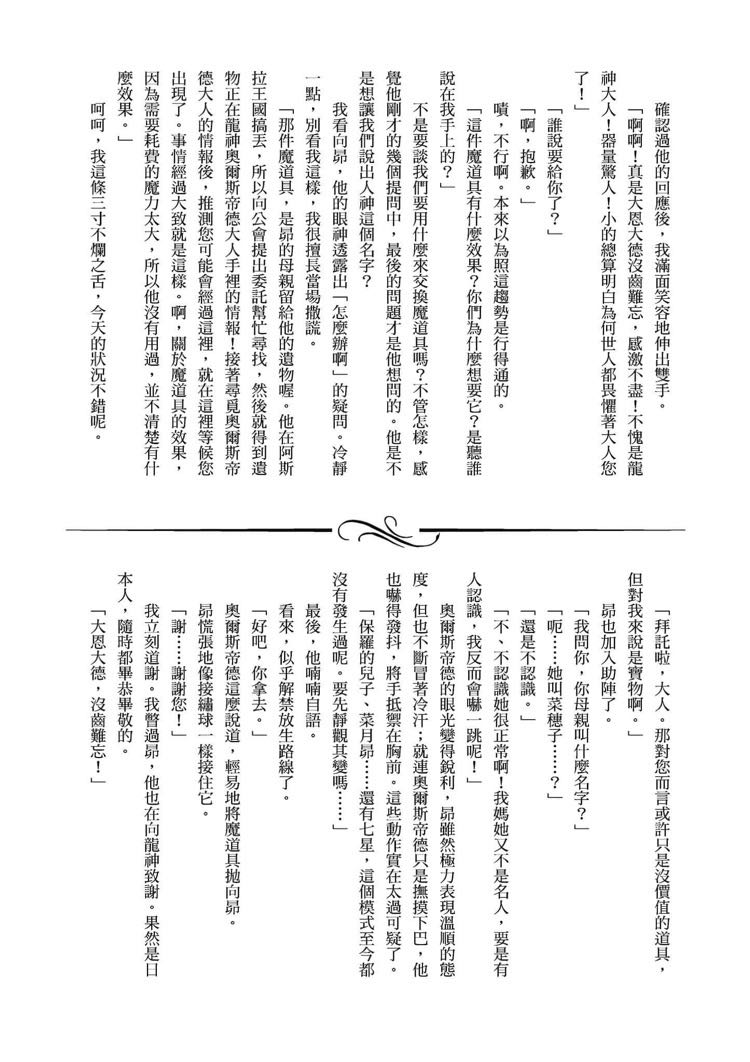 確認過他的回應後，我滿面笑容地伸出雙手。
「啊啊！真是大恩大德沒齒難忘，感激不盡！不愧是龍
神大人！器量驚人！小的總算明白為何世人都畏懼著大人您
了！」
「誰說要給你了？」
「啊，抱歉。」
嘖，不行啊。本來以為照這趨勢是行得通的。
「這件魔道具有什麼效果？你們為什麼想要它？是聽誰
說在我手上的？」
不是要談我們要用什麼來交換魔道具嗎？不管怎樣，感
覺他剛才的幾個提問中，最後的問題才是他想問的。他是不
是想讓我們說出人神這個名字？
我看向昴，他的眼神透露出「怎麼辦啊」的疑問。冷靜
一點，別看我這樣，我很擅長當場撒謊。
「那件魔道具，是昴的母親留給他的遺物喔。他在阿斯
拉王國搞丟，所以向公會提出委託幫忙尋找，然後就得到遺
物正在龍神奧爾斯帝德大人手裡的情報！接著尋覓奧爾斯帝
德大人的情報後，推測您可能會經過這裡，就在這裡等候您
出現了。事情經過大致就是這樣。啊，關於魔道具的效果，
因為需要耗費的魔力太大，所以他沒有用過，並不清楚有什
麼效果。」
呵呵，我這條三寸不爛之舌，今天的狀況不錯呢。
「拜託啦，大人。那對您而言或許只是沒價值的道具，
但對我來說是寶物啊。」
昴也加入助陣了。
「我問你，你母親叫什麼名字？」
「呃……她叫菜穗子……？」
「還是不認識。」
「不、不認識她很正常啊！我媽她又不是名人，要是有
人認識，我反而會嚇一跳呢！」
奧爾斯帝德的眼光變得銳利，昴雖然極力表現溫順的態
度，但也不斷冒著冷汗；就連奧爾斯帝德只是撫摸下巴，他
也嚇得發抖，將手抵禦在胸前。這些動作實在太過可疑了。
「保羅的兒子、菜月昴……還有七星，這個模式至今都
沒有發生過呢。要先靜觀其變嗎……」
最後，他喃喃自語。
看來，似乎解禁放生路線了。
「好吧，你拿去。」
奧爾斯帝德這麼說道，輕易地將魔道具拋向昴。
昴慌張地像接繡球一樣接住它。
「謝……謝謝您！」
我立刻道謝。我瞥過昴，他也在向龍神致謝。果然是日
本人，隨時都畢恭畢敬的。
「大恩大德，沒齒難忘！」